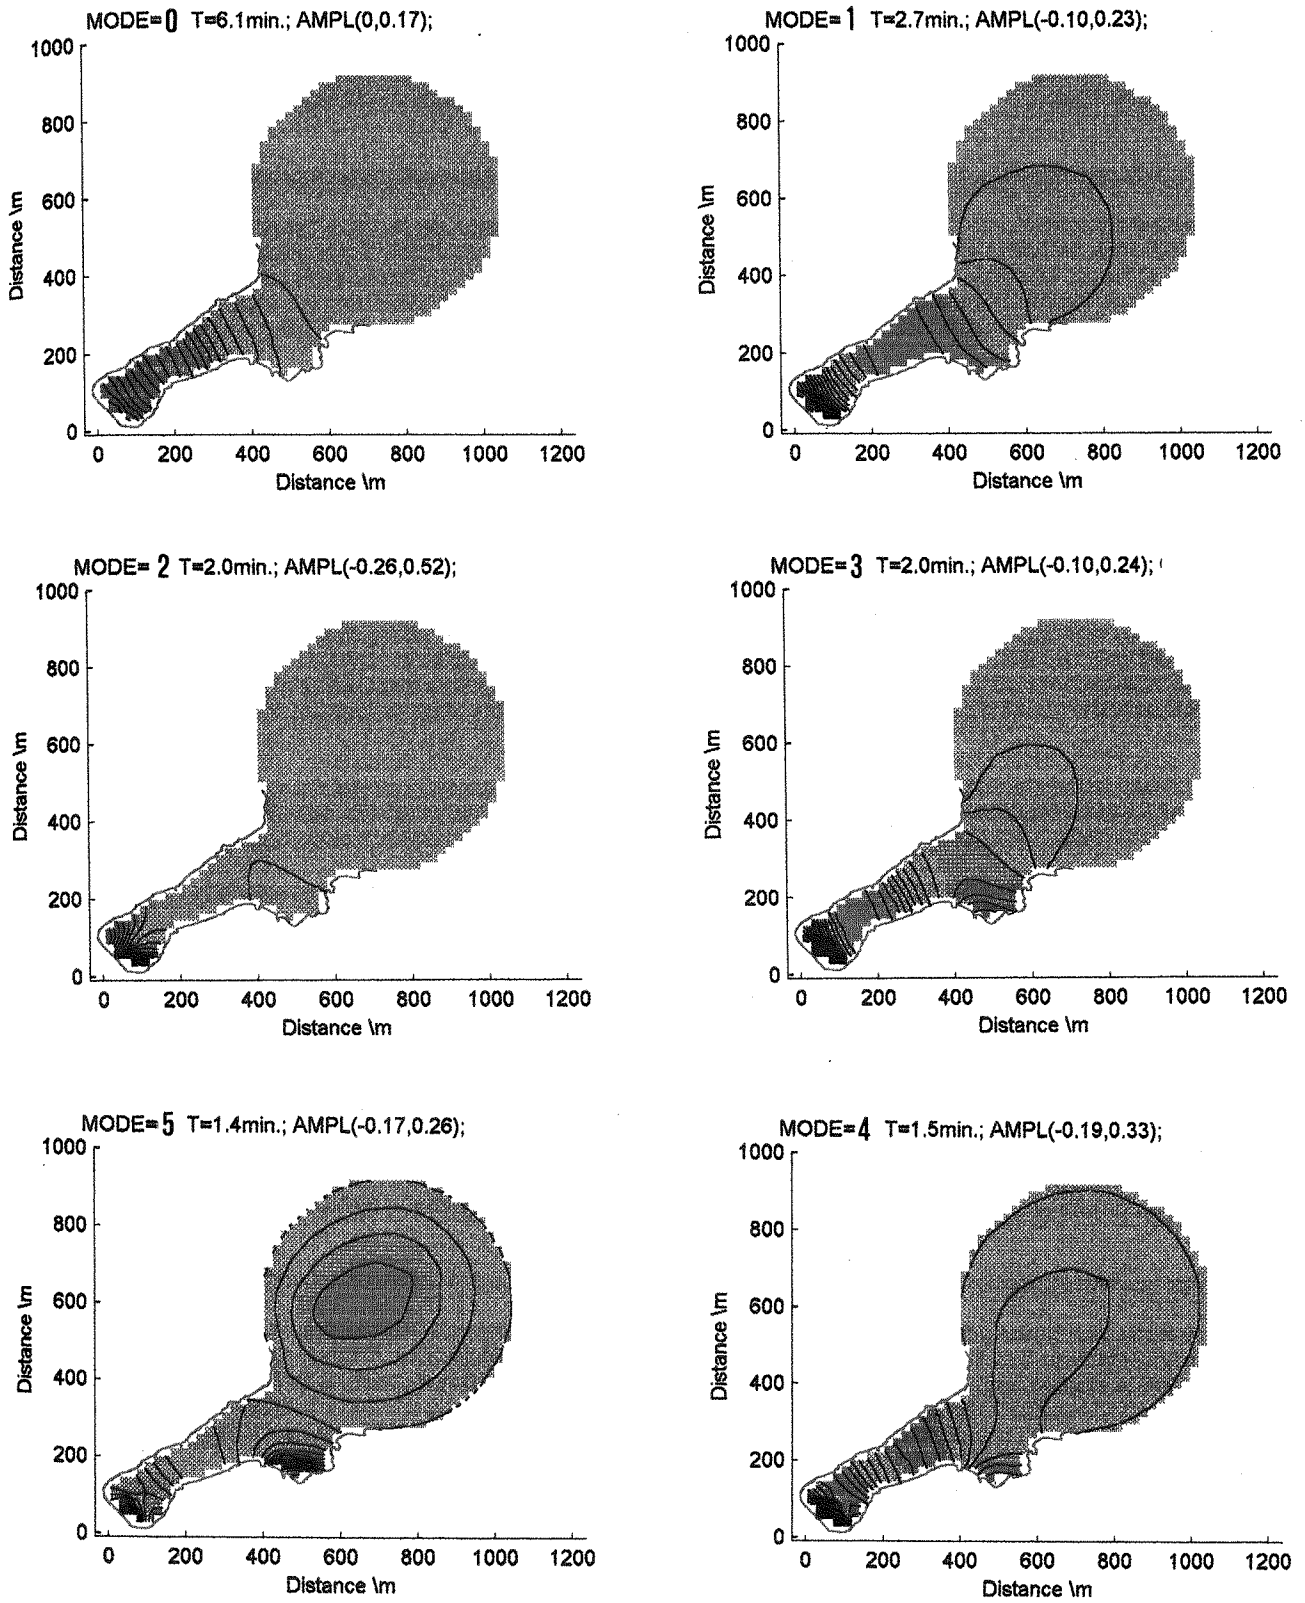 MODE=0 T=6.1min.; AMPL(0,0.17);
1000
800
600
400
200
0
Distance \m
0 200 400 600 800 1000 1200
Distance \m
MODE=1 T=2.7min.; AMPL(-0.10,0.23);
1000
800
600
400
200
0
Distance \m
0 200 400 600 800 1000 1200
Distance \m
MODE=2 T=2.0min.; AMPL(-0.26,0.52);
1000
800
600
400
200
0
Distance \m
0 200 400 600 800 1000 1200
Distance \m
MODE=3 T=2.0min.; AMPL(-0.10,0.24);
1000
800
600
400
200
0
Distance \m
0 200 400 600 800 1000 1200
Distance \m
MODE=5 T=1.4min.; AMPL(-0.17,0.26);
1000
800
600
400
200
0
Distance \m
0 200 400 600 800 1000 1200
Distance \m
MODE=4 T=1.5min.; AMPL(-0.19,0.33);
1000
800
600
400
200
0
Distance \m
0 200 400 600 800 1000 1200
Distance \m